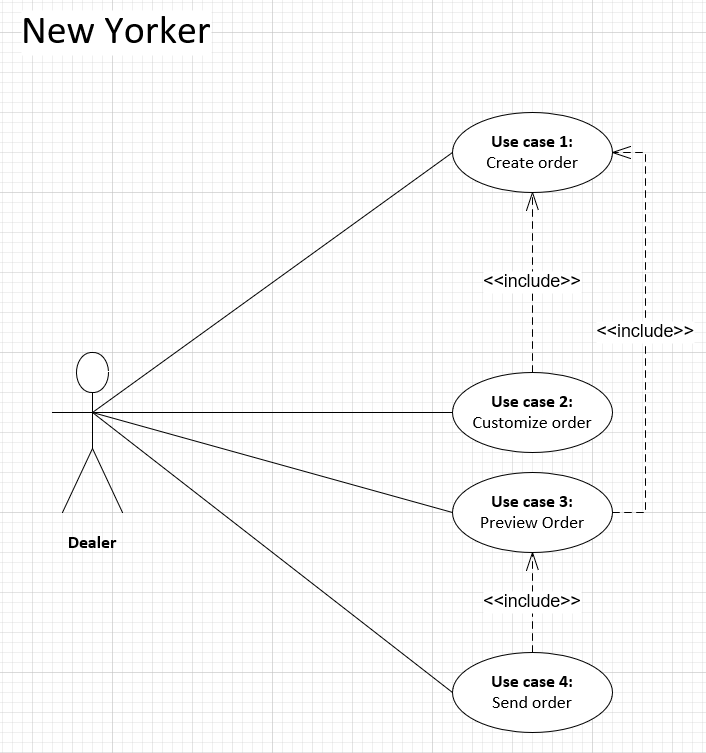 New Yorker
Use case 1:
Create order
<<include>>
<<include>>
Use case 2:
Customize order
Use case 3:
Preview Order
Dealer
<<include>>
Use case 4:
Send order